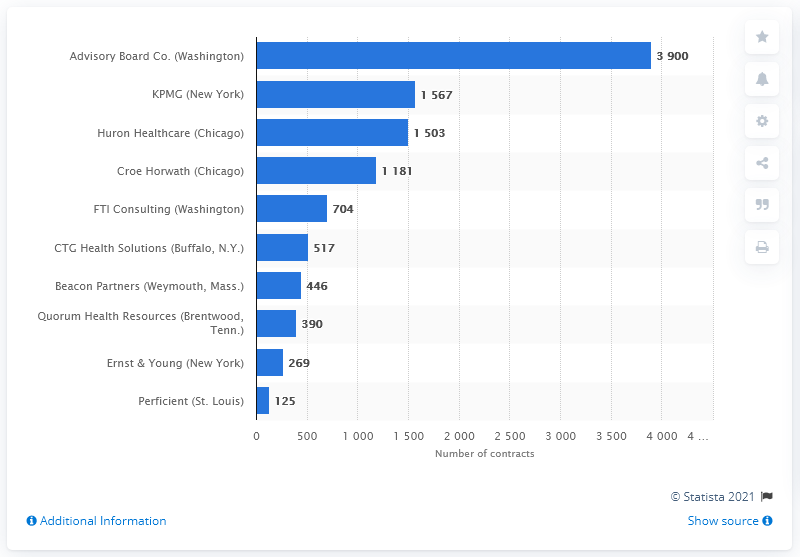 Advisory Board Co. (Washington)
3 900
KPMG (New York)
1 567
Huron Healthcare (Chicago)
1 503
Croe Horwath (Chicago)
1 181
FTI Consulting (Washington)
704
CTG Health Solutions (Buffalo, N.Y.)
517
Beacon Partners (Weymouth, Mass.)
446
Quorum Health Resources (Brentwood,
Tenn.)
390
Ernst & Young (New York)
269
Perficient (St. Louis)
125
0 500 1 000 1 500 2 000 2 500 3 000 3 500 4 000 4 ...
Number of contracts
© Statista 2021
Additional Information
Show source